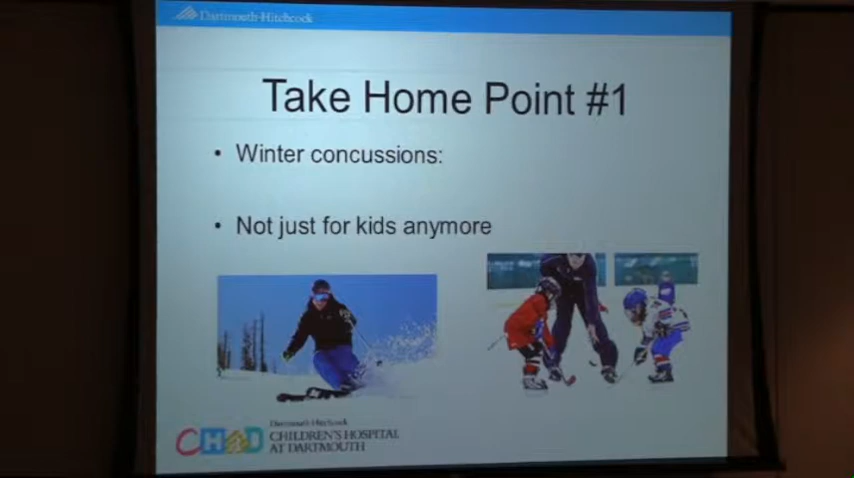 Dartmouth-Hitchcock
Take Home Point #1
• Winter concussions:
• Not just for kids anymore
CHAD
Dartmouth-Hitchcock
CHILDREN'S HOSPITAL
AT DARTMOUTH